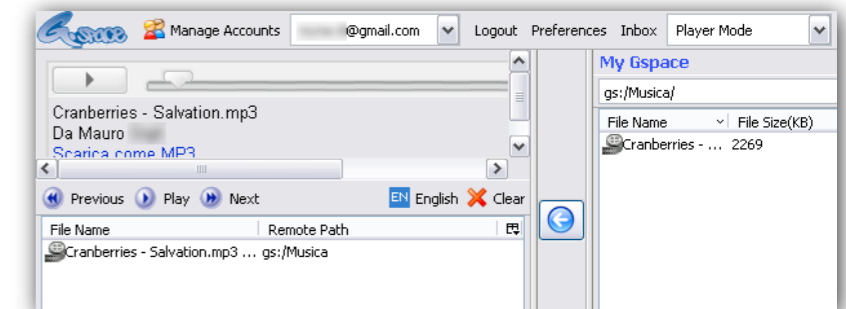 Gspace Manage Accounts @gmail.com Logout Preferences Inbox Player Mode
My Gspace
gs:/Musica/
Cranberries - Salvation.mp3
Da Mauro
Scarica come MP3
File Name File Size(KB)
Cranberries - ... 2269
Previous Play Next EN English Clear
File Name Remote Path
Cranberries - Salvation.mp3 ... gs:/Musica